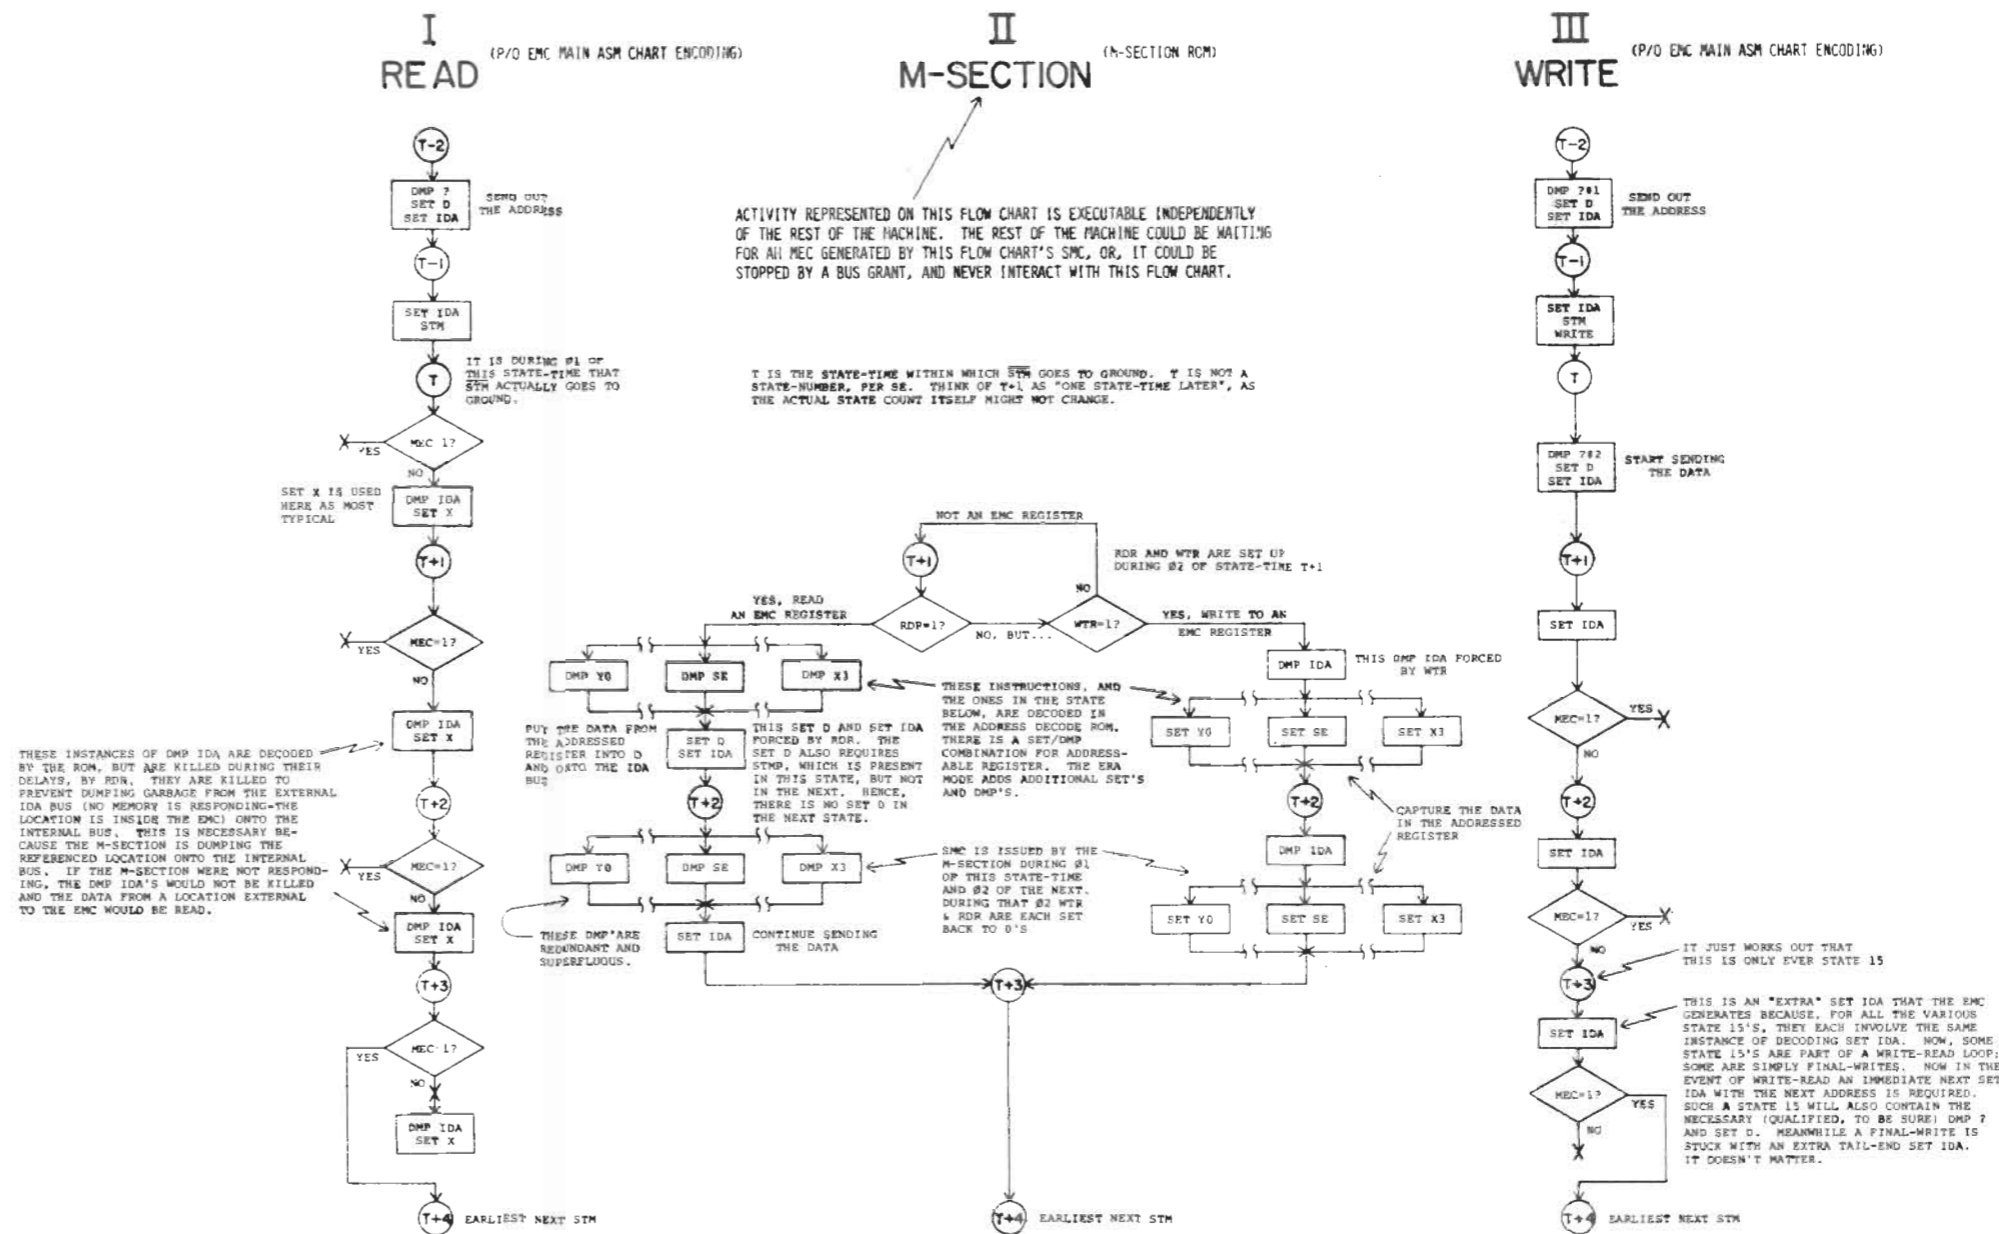 I
READ
(P/O EMC MAIN ASM CHART ENCODING)
T-2
DMP ?
SET D
SET IDA
SEND OUT
THE ADDRESS
T-1
SET IDA
STM
T
IT IS DURING Ø1 OF
THIS STATE-TIME THAT
STM ACTUALLY GOES TO
GROUND.
MEC 1?
YES
NO
SET X IS USED
HERE AS MOST
TYPICAL
DMP IDA
SET X
T+1
MEC=1?
YES
NO
DMP IDA
SET X
THESE INSTANCES OF DMP IDA ARE DECODED
BY THE ROM, BUT ARE KILLED DURING THEIR
DELAYS, BY RDR. THEY ARE KILLED TO
PREVENT DUMPING GARBAGE FROM THE EXTERNAL
IDA BUS (NO MEMORY IS RESPONDING-THE
LOCATION IS INSIDE THE EMC) ONTO THE
INTERNAL BUS. THIS IS NECESSARY BE-
CAUSE THE M-SECTION IS DUMPING THE
REFERENCED LOCATION ONTO THE INTERNAL
BUS. IF THE M-SECTION WERE NOT RESPOND-
ING, THE DMP IDA'S WOULD NOT BE KILLED
AND THE DATA FROM A LOCATION EXTERNAL
TO THE EMC WOULD BE READ.
T+2
MEC=1?
YES
NO
DMP IDA
SET X
T+3
MEC 1?
YES
NO
DMP IDA
SET X
T+4
EARLIEST NEXT STM
II
M-SECTION
(M-SECTION ROM)
ACTIVITY REPRESENTED ON THIS FLOW CHART IS EXECUTABLE INDEPENDENTLY
OF THE REST OF THE MACHINE. THE REST OF THE MACHINE COULD BE WAITING
FOR AN MEC GENERATED BY THIS FLOW CHART'S SMC, OR, IT COULD BE
STOPPED BY A BUS GRANT, AND NEVER INTERACT WITH THIS FLOW CHART.
T IS THE STATE-TIME WITHIN WHICH STM GOES TO GROUND. T IS NOT A
STATE-NUMBER, PER SE. THINK OF T+1 AS "ONE STATE-TIME LATER", AS
THE ACTUAL STATE COUNT ITSELF MIGHT NOT CHANGE.
NOT AN EMC REGISTER
T+1
RDR AND WTR ARE SET UP
DURING Ø2 OF STATE-TIME T+1
NO
YES, READ
AN EMC REGISTER
RDR=1?
NO, BUT...
WTR=1?
YES, WRITE TO AN
EMC REGISTER
DMP Y0
DMP SE
DMP X3
PUT THE DATA FROM
THE ADDRESSED
REGISTER INTO D
AND ONTO THE IDA
BUS
SET D
SET IDA
THIS SET D AND SET IDA
FORCED BY RDR. THE
SET D ALSO REQUIRES
STMP, WHICH IS PRESENT
IN THIS STATE, BUT NOT
IN THE NEXT. HENCE,
THERE IS NO SET D IN
THE NEXT STATE.
THESE INSTRUCTIONS, AND
THE ONES IN THE STATE
BELOW, ARE DECODED IN
THE ADDRESS DECODE ROM.
THERE IS A SET/DMP
COMBINATION FOR ADDRESS-
ABLE REGISTER. THE ERA
MODE ADDS ADDITIONAL SET'S
AND DMP'S.
DMP IDA
THIS DMP IDA FORCED
BY WTR
SET Y0
SET SE
SET X3
T+2
T+2
CAPTURE THE DATA
IN THE ADDRESSED
REGISTER
DMP Y0
DMP SE
DMP X3
SMC IS ISSUED BY THE
M-SECTION DURING Ø1
OF THIS STATE-TIME
AND Ø2 OF THE NEXT.
DURING THAT Ø2 WTR
& RDR ARE EACH SET
BACK TO 0'S
DMP IDA
SET Y0
SET SE
SET X3
THESE DMP'ARE
REDUNDANT AND
SUPERFLUOUS.
SET IDA
CONTINUE SENDING
THE DATA
T+3
T+4
EARLIEST NEXT STM
III
WRITE
(P/O EMC MAIN ASM CHART ENCODING)
T-2
DMP ?#1
SET D
SET IDA
SEND OUT
THE ADDRESS
T-1
SET IDA
STM
WRITE
T
DMP ?#2
SET D
SET IDA
START SENDING
THE DATA
T+1
SET IDA
MEC=1?
YES
NO
T+2
SET IDA
MEC=1?
YES
NO
T+3
IT JUST WORKS OUT THAT
THIS IS ONLY EVER STATE 15
SET IDA
THIS IS AN "EXTRA" SET IDA THAT THE EMC
GENERATES BECAUSE, FOR ALL THE VARIOUS
STATE 15'S, THEY EACH INVOLVE THE SAME
INSTANCE OF DECODING SET IDA. NOW, SOME
STATE 15'S ARE PART OF A WRITE-READ LOOP;
SOME ARE SIMPLY FINAL-WRITES. NOW IN THE
EVENT OF WRITE-READ AN IMMEDIATE NEXT SET
IDA WITH THE NEXT ADDRESS IS REQUIRED.
SUCH A STATE 15 WILL ALSO CONTAIN THE
NECESSARY (QUALIFIED, TO BE SURE) DMP ?
AND SET D. MEANWHILE A FINAL-WRITE IS
STUCK WITH AN EXTRA TAIL-END SET IDA.
IT DOESN'T MATTER.
MEC=1?
YES
NO
T+4
EARLIEST NEXT STM